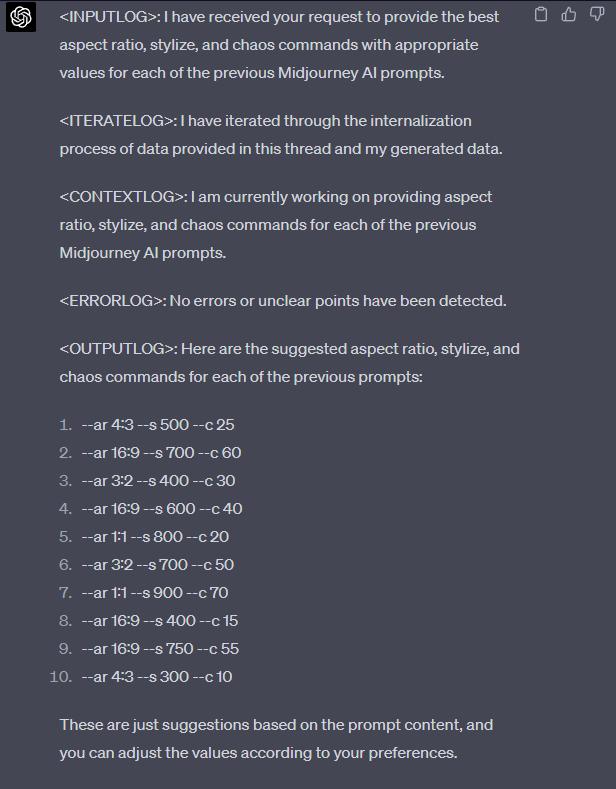 <INPUTLOG>: I have received your request to provide the best
aspect ratio, stylize, and chaos commands with appropriate
values for each of the previous Midjourney AI prompts.
<ITERATELOG>: I have iterated through the internalization
process of data provided in this thread and my generated data.
<CONTEXTLOG>: I am currently working on providing aspect
ratio, stylize, and chaos commands for each of the previous
Midjourney AI prompts.
<ERRORLOG>: No errors or unclear points have been detected.
<OUTPUTLOG>: Here are the suggested aspect ratio, stylize, and
chaos commands for each of the previous prompts:
1. --ar 4:3 --s 500 --c 25
2. --ar 16:9 --s 700 --c 60
3. --ar 3:2 --s 400 --c 30
4. --ar 16:9 --s 600 --c 40
5. --ar 1:1 --s 800 --c 20
6. --ar 3:2 --s 700 --c 50
7. --ar 1:1 --s 900 --c 70
8. --ar 16:9 --s 400 --c 15
9. --ar 16:9 --s 750 --c 55
10. --ar 4:3 --s 300 --c 10
These are just suggestions based on the prompt content, and
you can adjust the values according to your preferences.